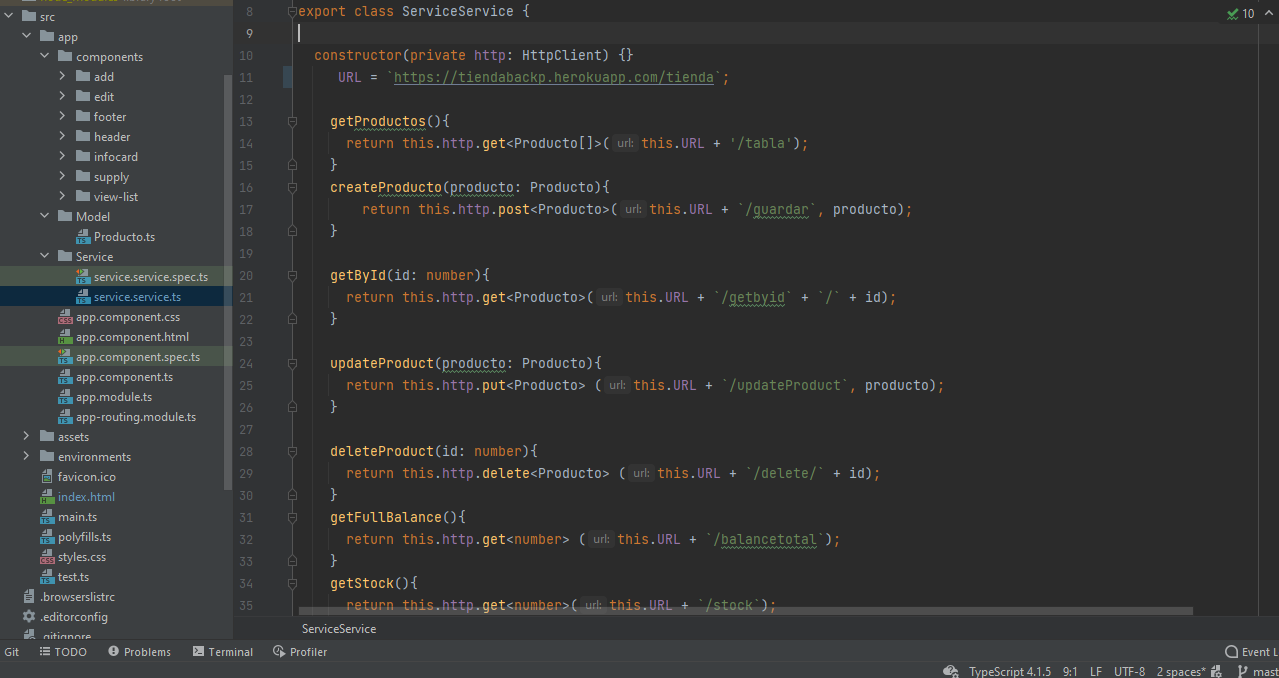 src
app
components
add
edit
footer
header
infocard
supply
view-list
Model
Producto.ts
Service
service.service.spec.ts
service.service.ts
app.component.css
app.component.html
app.component.spec.ts
app.component.ts
app.module.ts
app-routing.module.ts
assets
environments
favicon.ico
index.html
main.ts
polyfills.ts
styles.css
test.ts
.browserslistrc
.editorconfig
.gitignore
8 export class ServiceService {
10
9
10 constructor(private http: HttpClient) {}
11 URL = `https://tiendabackp.herokuapp.com/tienda`;
12
13 getProductos(){
14 return this.http.get<Producto[]>( url: this.URL + '/tabla');
15 }
16 createProducto(producto: Producto){
17 return this.http.post<Producto>( url: this.URL + `/guardar`, producto);
18 }
19
20 getById(id: number){
21 return this.http.get<Producto>( url: this.URL + `/getbyid` + `/` + id);
22 }
23
24 updateProduct(producto: Producto){
25 return this.http.put<Producto> ( url: this.URL + `/updateProduct`, producto);
26 }
27
28 deleteProduct(id: number){
29 return this.http.delete<Producto> ( url: this.URL + `/delete/` + id);
30 }
31 getFullBalance(){
32 return this.http.get<number> ( url: this.URL + `/balancetotal`);
33 }
34 getStock(){
35 return this.http.get<number>( url: this.URL + `/stock`);
ServiceService
Git TODO Problems Terminal Profiler Event L
TypeScript 4.1.5 9:1 LF UTF-8 2 spaces* mast